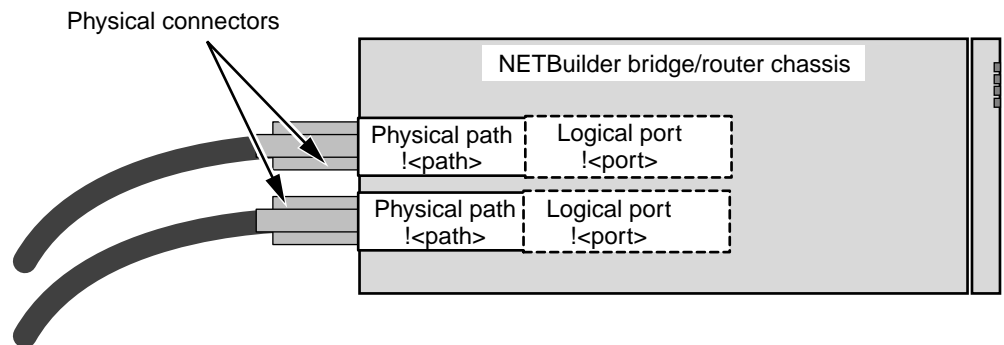 Physical connectors
NETBuilder bridge/router chassis
Physical path
!<path>
Logical port
!<port>
Physical path
!<path>
Logical port
!<port>